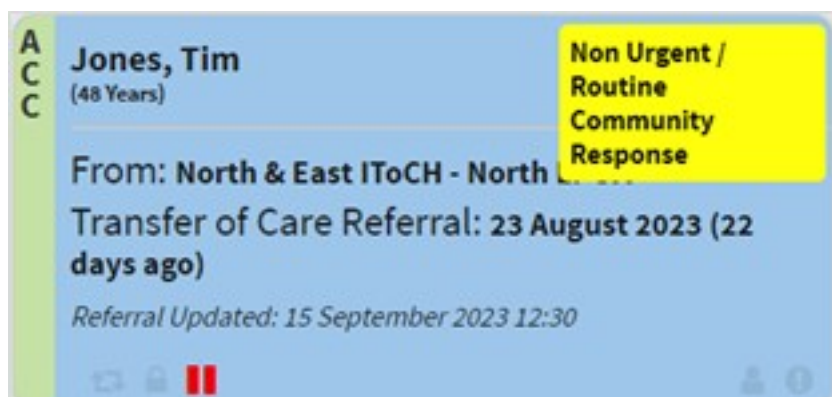 A
C
C
Jones, Tim
(48 Years)
Non Urgent /
Routine
Community
Response
From: North & East IToCH - North
Transfer of Care Referral: 23 August 2023 (22
days ago)
Referral Updated: 15 September 2023 12:30